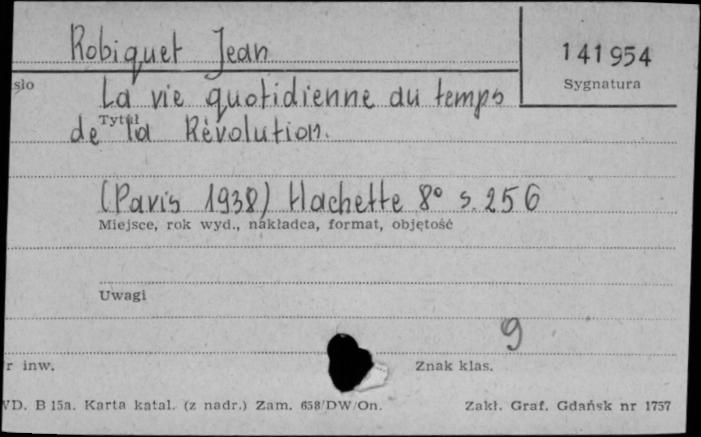 Robiquet Jean
141954
sło
Sygnatura
La vie quotidienne du temps
Tytuł
de la Révolution.
(Paris 1938) Hachette 8° s. 256
Miejsce, rok wyd., nakładca, format, objętość
Uwagi
9
r inw.
Znak klas.
WD. B 15a. Karta katal. (z nadr.) Zam. 658/DW/On.
Zakł. Graf. Gdańsk nr 1757